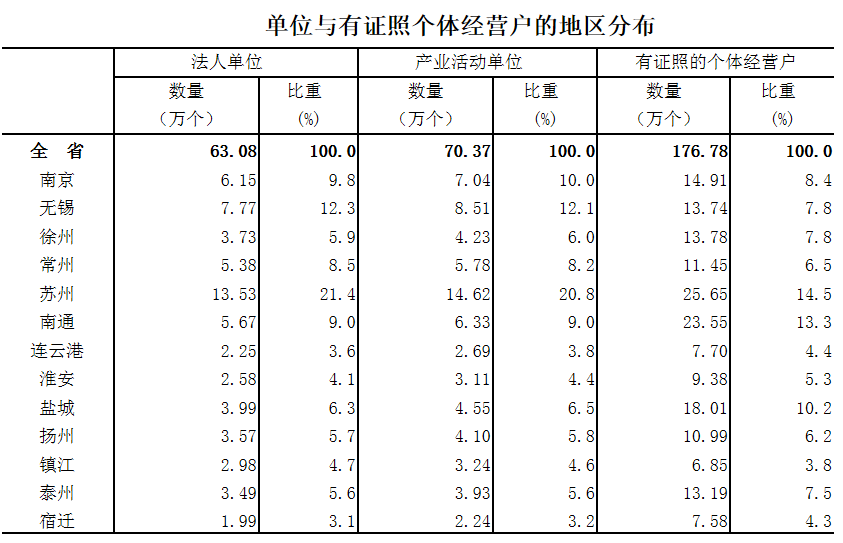 单位与有证照个体经营户的地区分布
法人单位 产业活动单位 有证照的个体经营户
数量 比重 数量 比重 数量 比重
（万个） (%) （万个） (%) （万个） (%)
全 省 63.08 100.0 70.37 100.0 176.78 100.0
南京 6.15 9.8 7.04 10.0 14.91 8.4
无锡 7.77 12.3 8.51 12.1 13.74 7.8
徐州 3.73 5.9 4.23 6.0 13.78 7.8
常州 5.38 8.5 5.78 8.2 11.45 6.5
苏州 13.53 21.4 14.62 20.8 25.65 14.5
南通 5.67 9.0 6.33 9.0 23.55 13.3
连云港 2.25 3.6 2.69 3.8 7.70 4.4
淮安 2.58 4.1 3.11 4.4 9.38 5.3
盐城 3.99 6.3 4.55 6.5 18.01 10.2
扬州 3.57 5.7 4.10 5.8 10.99 6.2
镇江 2.98 4.7 3.24 4.6 6.85 3.8
泰州 3.49 5.6 3.93 5.6 13.19 7.5
宿迁 1.99 3.1 2.24 3.2 7.58 4.3